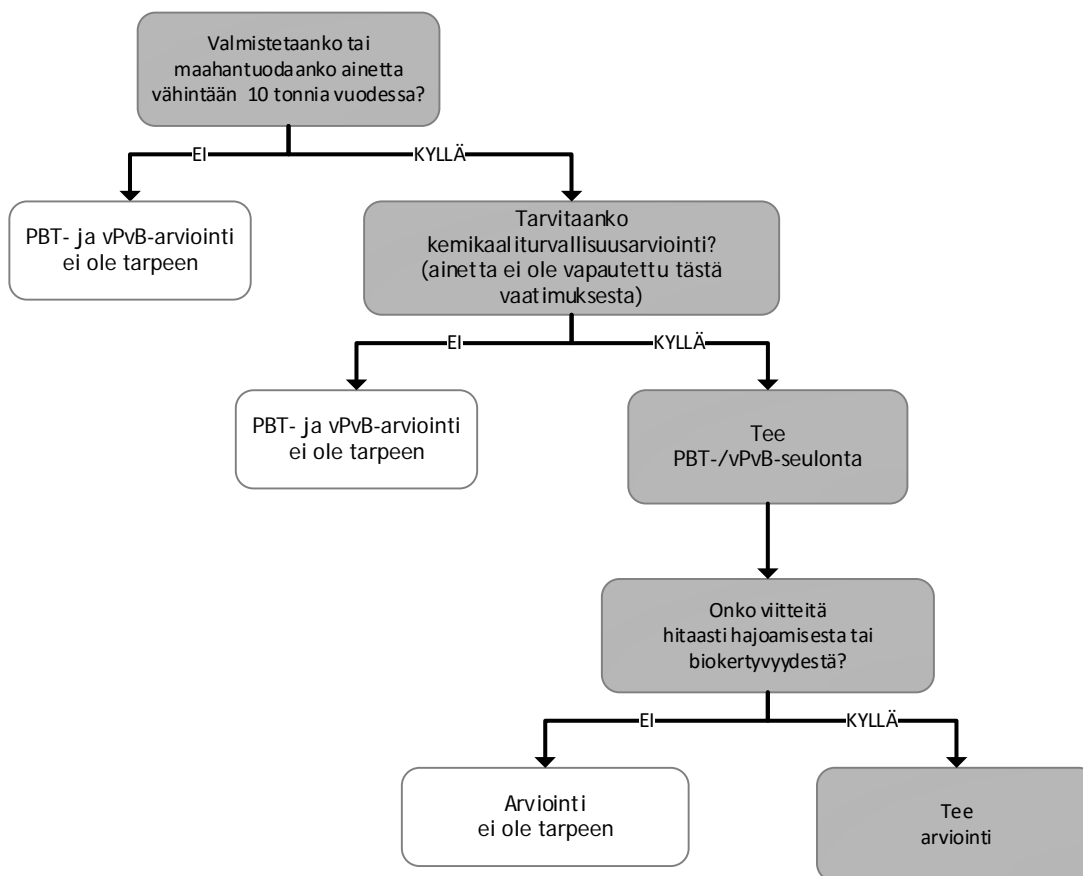 Valmistetaanko tai
maahantuodaanko ainetta
vähintään 10 tonnia vuodessa?
EI
KYLLÄ
PBT- ja vPvB-arviointi
ei ole tarpeen
Tarvitaanko
kemikaaliturvallisuusarviointi?
(ainetta ei ole vapautettu tästä
vaatimuksesta)
EI
KYLLÄ
PBT- ja vPvB-arviointi
ei ole tarpeen
Tee
PBT-/vPvB-seulonta
Onko viitteitä
hitaasti hajoamisesta tai
biokertyvyydestä?
EI
KYLLÄ
Arviointi
ei ole tarpeen
Tee
arviointi